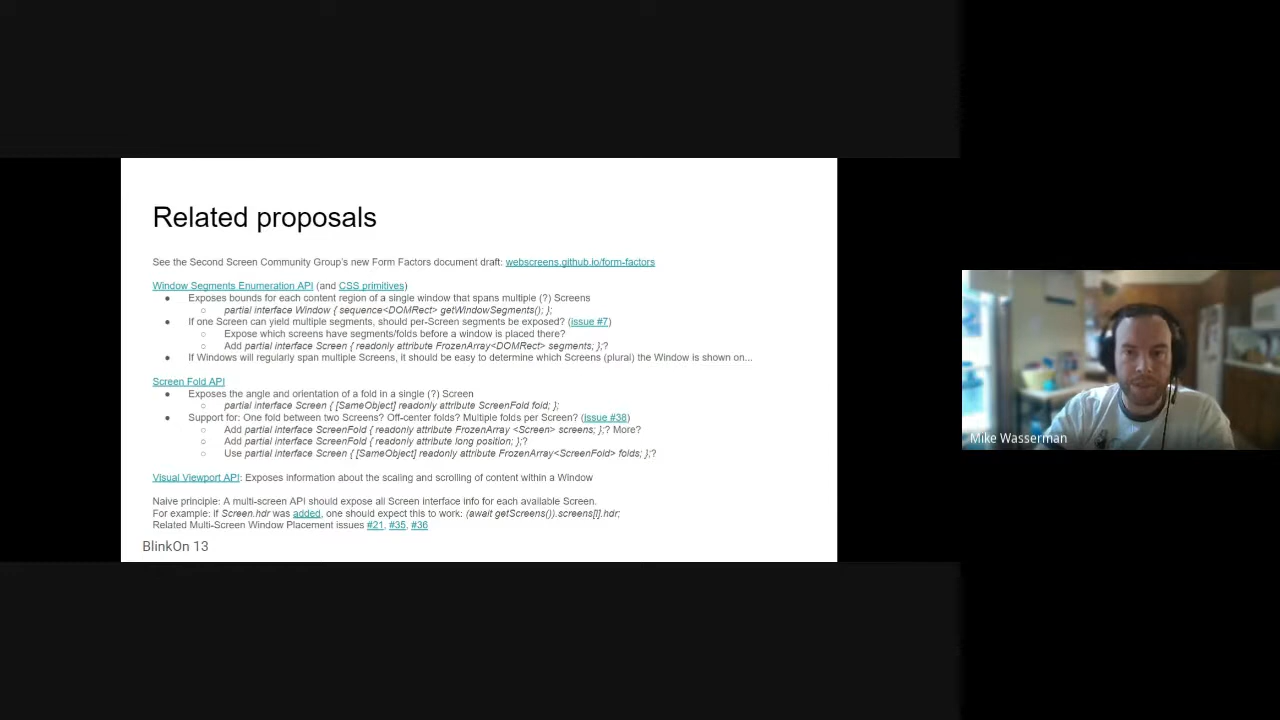 Related proposals
See the Second Screen Community Group's new Form Factors document draft: webscreens.github.io/form-factors
Window Segments Enumeration API (and CSS primitives)
● Exposes bounds for each content region of a single window that spans multiple (?) Screens
○ partial interface Window { sequence<DOMRect> getWindowSegments(); };
● If one Screen can yield multiple segments, should per-Screen segments be exposed? (issue #7)
○ Expose which screens have segments/folds before a window is placed there?
○ Add partial interface Screen { readonly attribute FrozenArray<DOMRect> segments; };?
● If Windows will regularly span multiple Screens, it should be easy to determine which Screens (plural) the Window is shown on...
Screen Fold API
● Exposes the angle and orientation of a fold in a single (?) Screen
○ partial interface Screen { [SameObject] readonly attribute ScreenFold fold; };
● Support for: One fold between two Screens? Off-center folds? Multiple folds per Screen? (issue #38)
○ Add partial interface ScreenFold { readonly attribute FrozenArray <Screen> screens; };? More?
○ Add partial interface ScreenFold { readonly attribute long position; };?
○ Use partial interface Screen { [SameObject] readonly attribute FrozenArray<ScreenFold> folds; };?
Visual Viewport API: Exposes information about the scaling and scrolling of content within a Window
Naive principle: A multi-screen API should expose all Screen interface info for each available Screen.
For example: if Screen.hdr was added, one should expect this to work: (await getScreens()).screens[i].hdr;
Related Multi-Screen Window Placement issues #21, #35, #36
BlinkOn 13
Mike Wasserman